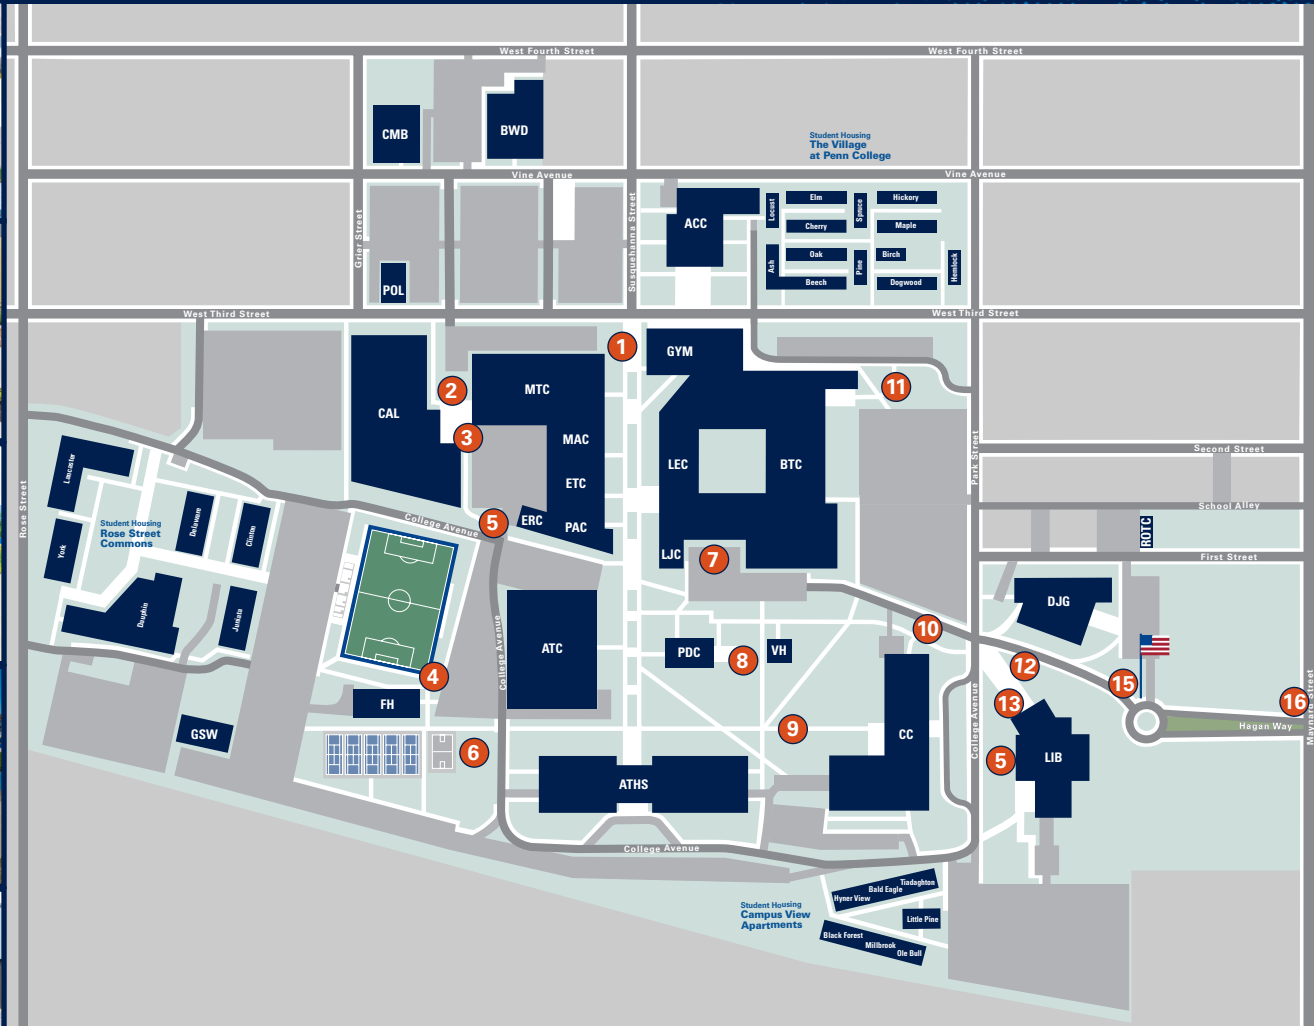 West Fourth Street
West Fourth Street
CMB
BWD
Student Housing
The Village
at Penn College
Vine Avenue
Vine Avenue
Grier Street
Susquehanna Street
POL
ACC
Locust
Elm
Spruce
Hickory
Cherry
Maple
Ash
Oak
Pine
Birch
Hemlock
Beech
Dogwood
West Third Street
West Third Street
1
GYM
2
MTC
11
CAL
3
MAC
LEC
BTC
ETC
Park Street
Second Street
School Alley
ROTC
First Street
Rose Street
Lancaster
Student Housing
Rose Street
Commons
Delaware
Clinton
York
Dauphin
Juniata
College Avenue
5
ERC
PAC
LJC
7
DJG
10
College Avenue
ATC
PDC
8
VH
12
4
15
16
13
Maynard Street
FH
GSW
9
CC
Hagan Way
6
College Avenue
5
LIB
ATHS
College Avenue
Student Housing
Campus View
Apartments
Tiadaghton
Bald Eagle
Hyner View
Little Pine
Black Forest
Millbrook
Ole Bull